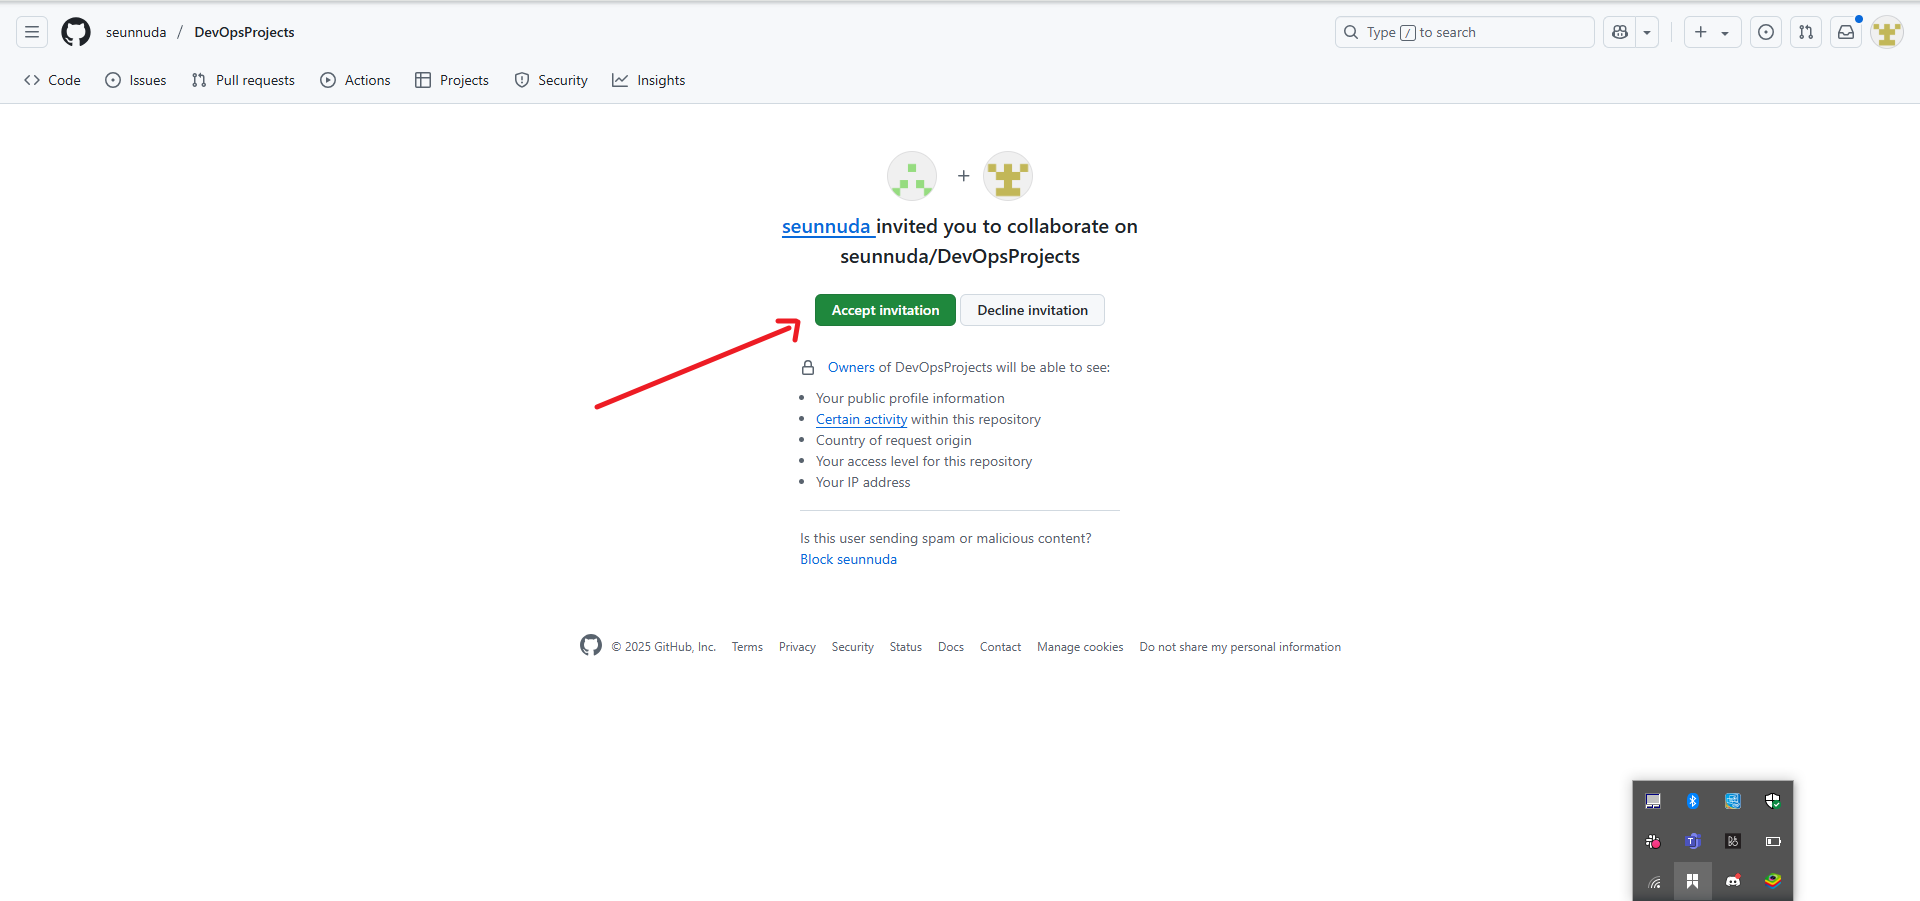 seunnuda / DevOpsProjects
Type / to search
Code Issues Pull requests Actions Projects Security Insights
seunnuda invited you to collaborate on
seunnuda/DevOpsProjects
Accept invitation Decline invitation
Owners of DevOpsProjects will be able to see:
Your public profile information
Certain activity within this repository
Country of request origin
Your access level for this repository
Your IP address
Is this user sending spam or malicious content?
Block seunnuda
© 2025 GitHub, Inc. Terms Privacy Security Status Docs Contact Manage cookies Do not share my personal information